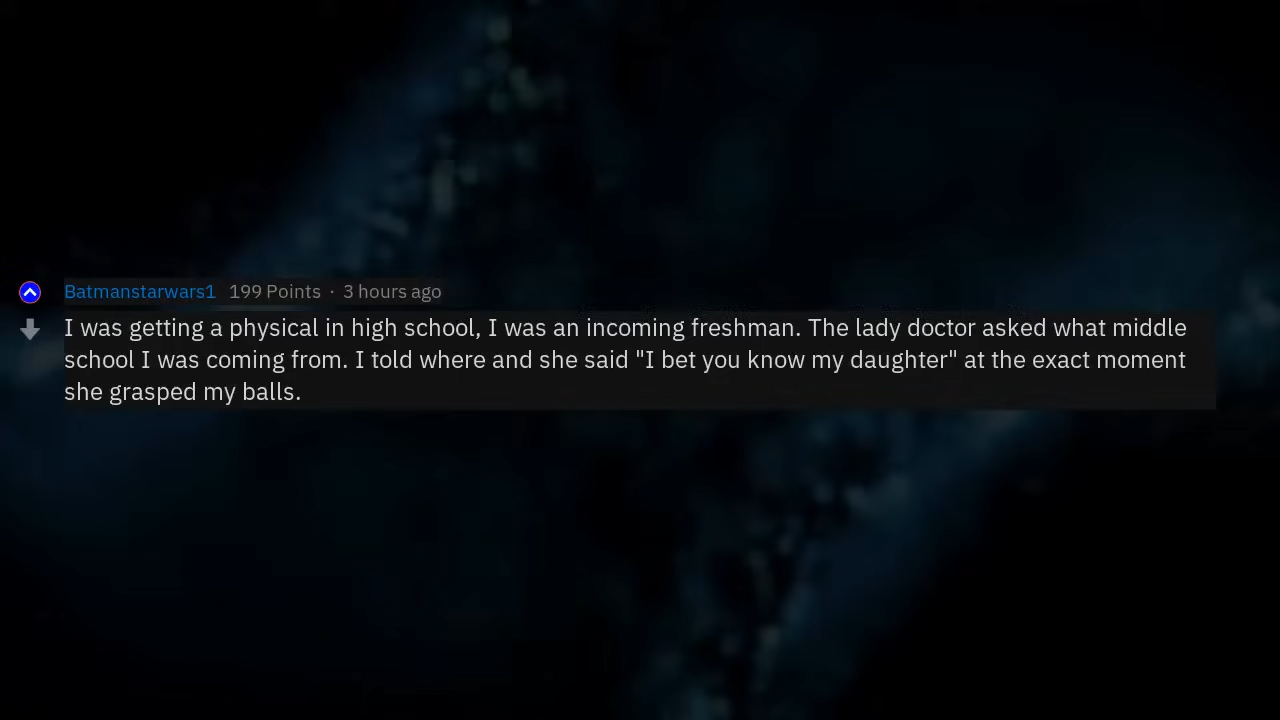 Batmanstarwars1 199 Points · 3 hours ago
I was getting a physical in high school, I was an incoming freshman. The lady doctor asked what middle
school I was coming from. I told where and she said "I bet you know my daughter" at the exact moment
she grasped my balls.